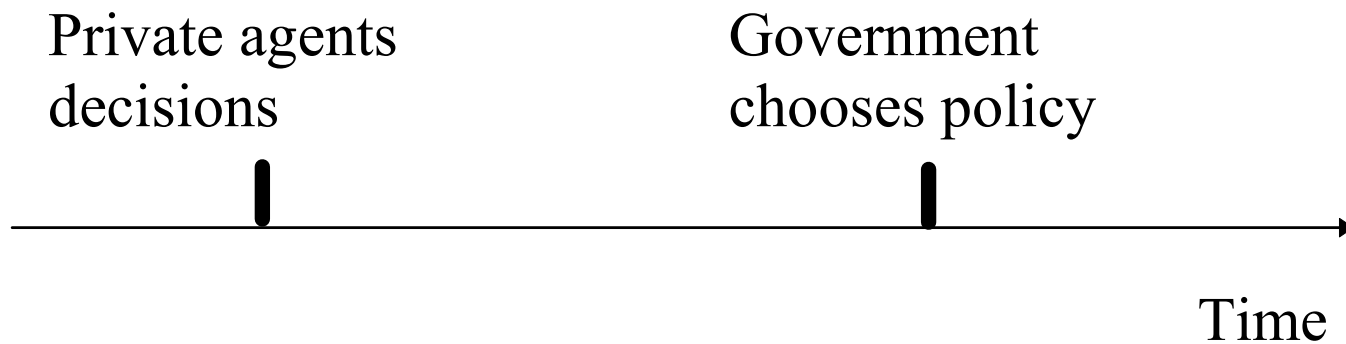 Private agents
decisions
Government
chooses policy
Time